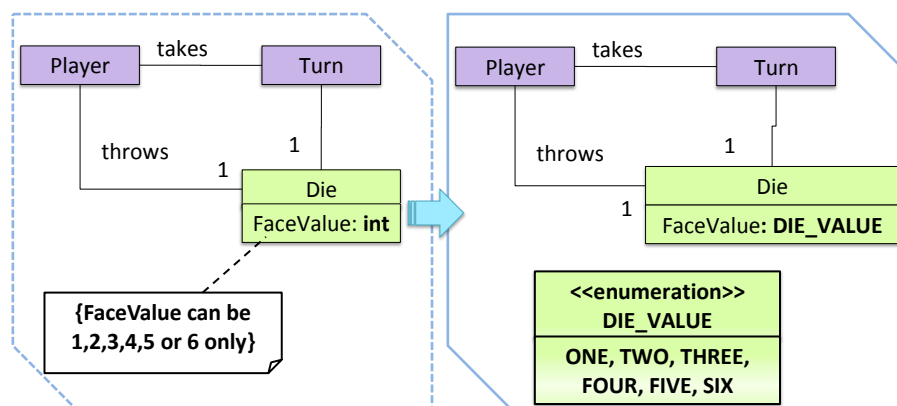 takes
Player
Turn
throws
1
1
Die
FaceValue: int
{FaceValue can be
1,2,3,4,5 or 6 only}
takes
Player
Turn
throws
1
1
Die
FaceValue: DIE_VALUE
<<enumeration>>
DIE_VALUE
ONE, TWO, THREE,
FOUR, FIVE, SIX